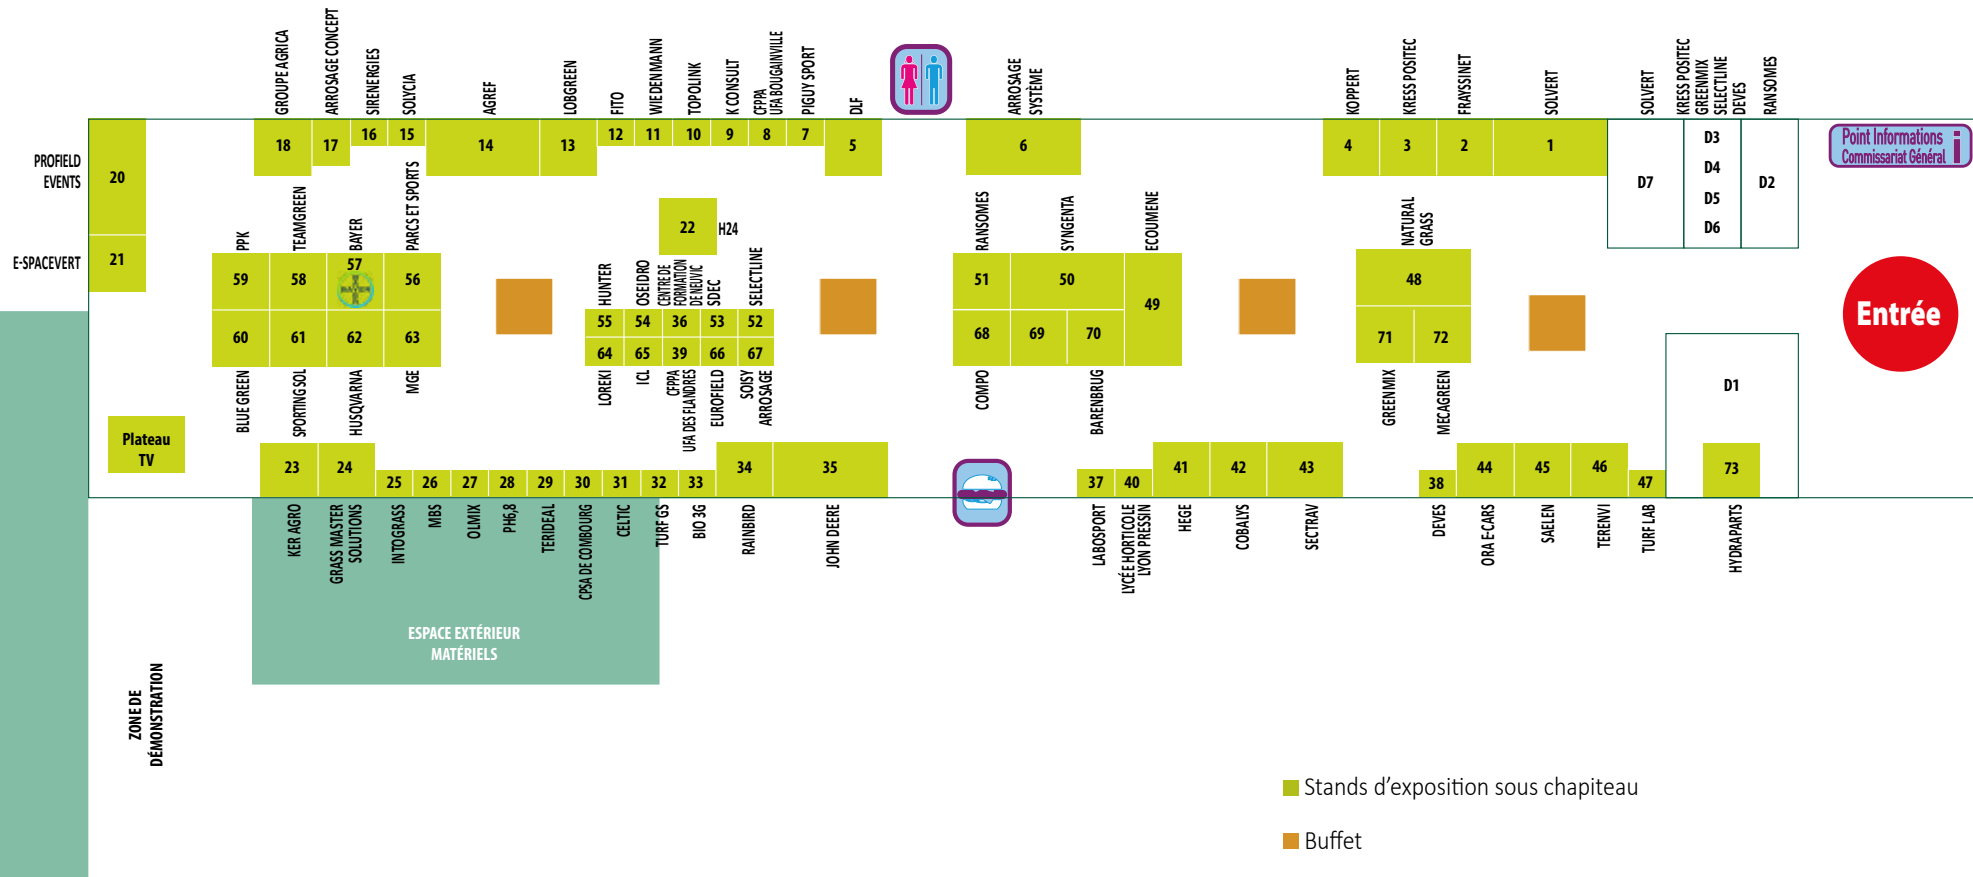 GROUPE AGRICA
ARROSAGE CONCEPT
SIRENERGIES
SOLYCIA
AGREF
LOBGREEN
FITO
WIEDENMANN
TOPOLINK
K CONSULT
CFPPA
UFA BOUGAINVILLE
PIGUY SPORT
DLF
ARROSAGE
SYSTÈME
KOPPERT
KRESS POSITEC
FRAYSSINET
SOLVERT
SOLVERT
KRESS POSITEC
GREENMIX
SELECTLINE
DEVES
RANSOMES
18
17
16
15
14
13
12
11
10
9
8
7
5
6
4
3
2
1
D7
D3
D4
D5
D6
D2
Point Informations
Commissariat Général
i
PROFIELD
EVENTS
20
E-SPACEVERT
21
PPK
TEAMGREEN
BAYER
PARCS ET SPORTS
59
58
57
BAYER
BAYER
56
60
61
62
63
BLUE GREEN
SPORTING SOL
HUSQVARNA
MGE
22
H24
HUNTER
OSEIDRO
CENTRE DE
FORMATION
DE NEUVIC
SDEC
SELECTLINE
55
54
36
53
52
64
65
39
66
67
LOREKI
ICL
CFPPA
UFA DES FLANDRES
EUROFIELD
SOISY
ARROSAGE
RANSOMES
SYNGENTA
ECOUMENE
51
50
49
68
69
70
COMPO
BARENBRUG
NATURAL
GRASS
48
71
72
GREENMIX
MECAGREEN
Entrée
D1
Plateau
TV
23
24
25
26
27
28
29
30
31
32
33
34
35
37
40
41
42
43
38
44
45
46
47
73
KER AGRO
GRASS MASTER
SOLUTIONS
INTOGRASS
MBS
OLMIX
PH6,8
TERIDEAL
CPSA DE COMBOURG
CELTIC
TURF GS
BIO 3G
RAINBIRD
JOHN DEERE
LABOSPORT
LYCÉE HORTICOLE
LYON PRESSIN
HEGE
COBALYS
SECTRAV
DEVES
ORA E-CARS
SAELEN
TERENVI
TURF LAB
HYDRAPARTS
ESPACE EXTÉRIEUR
MATÉRIELS
ZONE DE
DÉMONSTRATION
Stands d'exposition sous chapiteau
Buffet